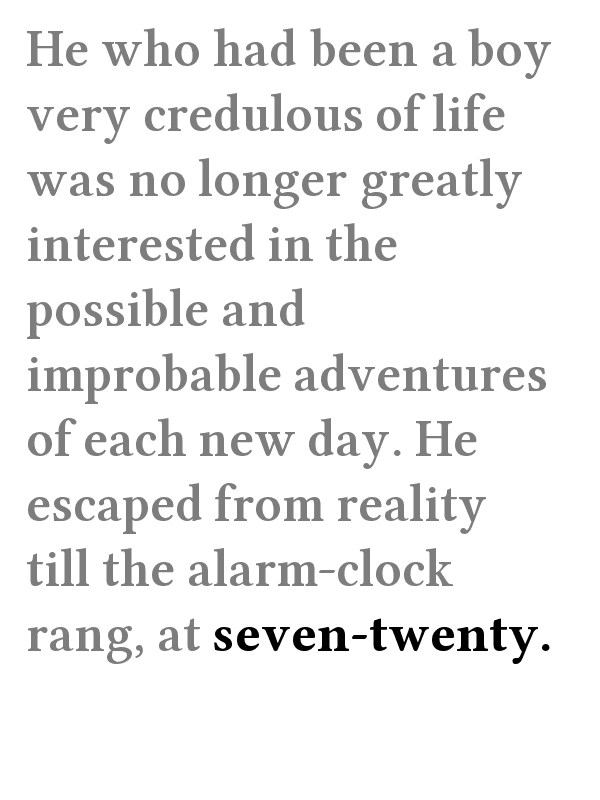 He who had been a boy
very credulous of life
was no longer greatly
interested in the
possible and
improbable adventures
of each new day. He
escaped from reality
till the alarm-clock
rang, at seven-twenty.